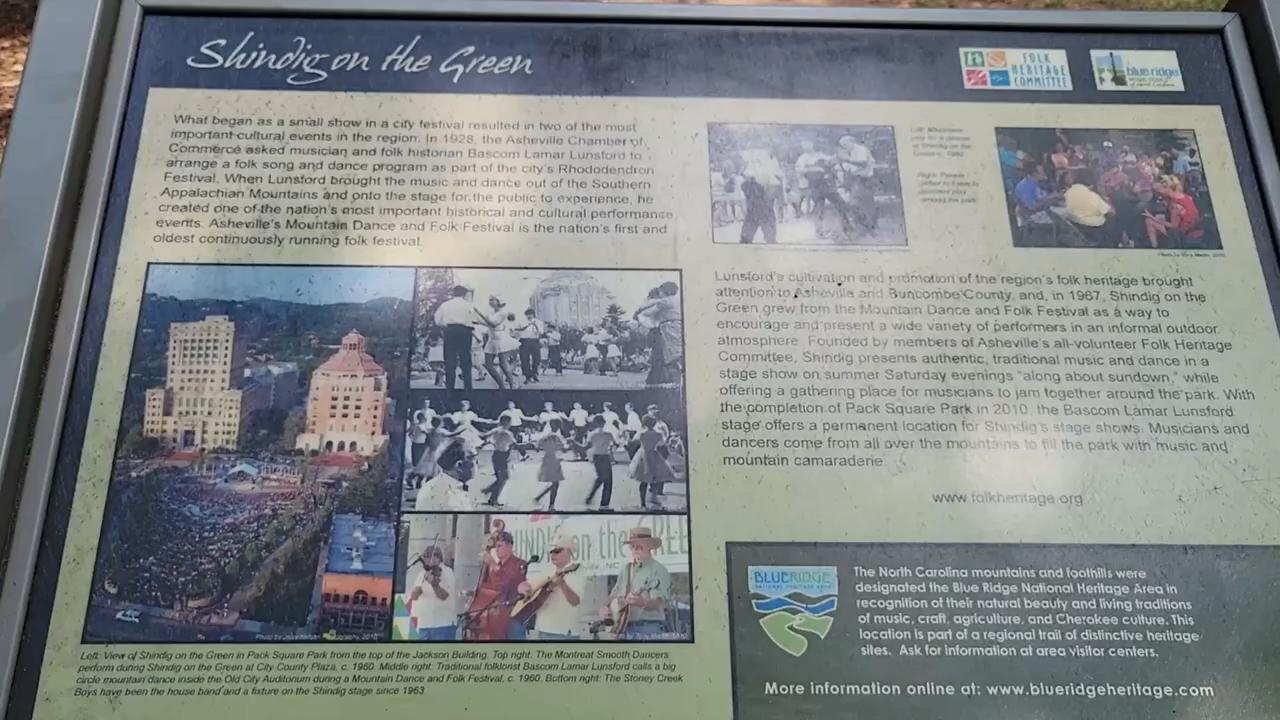 Shindig on the Green
FOLK
HERITAGE
COMMITTEE
blue ridge
What began as a small show in a city festival resulted in two of the most
important cultural events in the region. In 1928, the Asheville Chamber of
Commerce asked musician and folk historian Bascom Lamar Lunsford to
arrange a folk song and dance program as part of the city's Rhododendron
Festival. When Lunsford brought the music and dance out of the Southern
Appalachian Mountains and onto the stage for the public to experience, he
created one of the nation's most important historical and cultural performance
events. Asheville's Mountain Dance and Folk Festival is the nation's first and
oldest continuously running folk festival.
Left: View of Shindig on the Green in Pack Square Park from the top of the Jackson Building. Top right: The Montreat Smooth Dancers
perform during Shindig on the Green at City County Plaza, c. 1960. Middle right: Traditional folklorist Bascom Lamar Lunsford calls a big
circle mountain dance inside the Old City Auditorium during a Mountain Dance and Folk Festival, c. 1960. Bottom right: The Stoney Creek
Boys have been the house band and a fixture on the Shindig stage since 1963.
Lunsford's cultivation and promotion of the region's folk heritage brought
attention to Asheville and Buncombe County, and, in 1967, Shindig on the
Green grew from the Mountain Dance and Folk Festival as a way to
encourage and present a wide variety of performers in an informal outdoor
atmosphere. Founded by members of Asheville's all-volunteer Folk Heritage
Committee, Shindig presents authentic, traditional music and dance in a
stage show on summer Saturday evenings "along about sundown," while
offering a gathering place for musicians to jam together around the park. With
the completion of Pack Square Park in 2010, the Bascom Lamar Lunsford
stage offers a permanent location for Shindig's stage shows. Musicians and
dancers come from all over the mountains to fill the park with music and
mountain camaraderie.
www.folkheritage.org
BLUERIDGE
The North Carolina mountains and foothills were
designated the Blue Ridge National Heritage Area in
recognition of their natural beauty and living traditions
of music, craft, agriculture, and Cherokee culture. This
location is part of a regional trail of distinctive heritage
sites. Ask for information at area visitor centers.
More information online at: www.blueridgeheritage.com